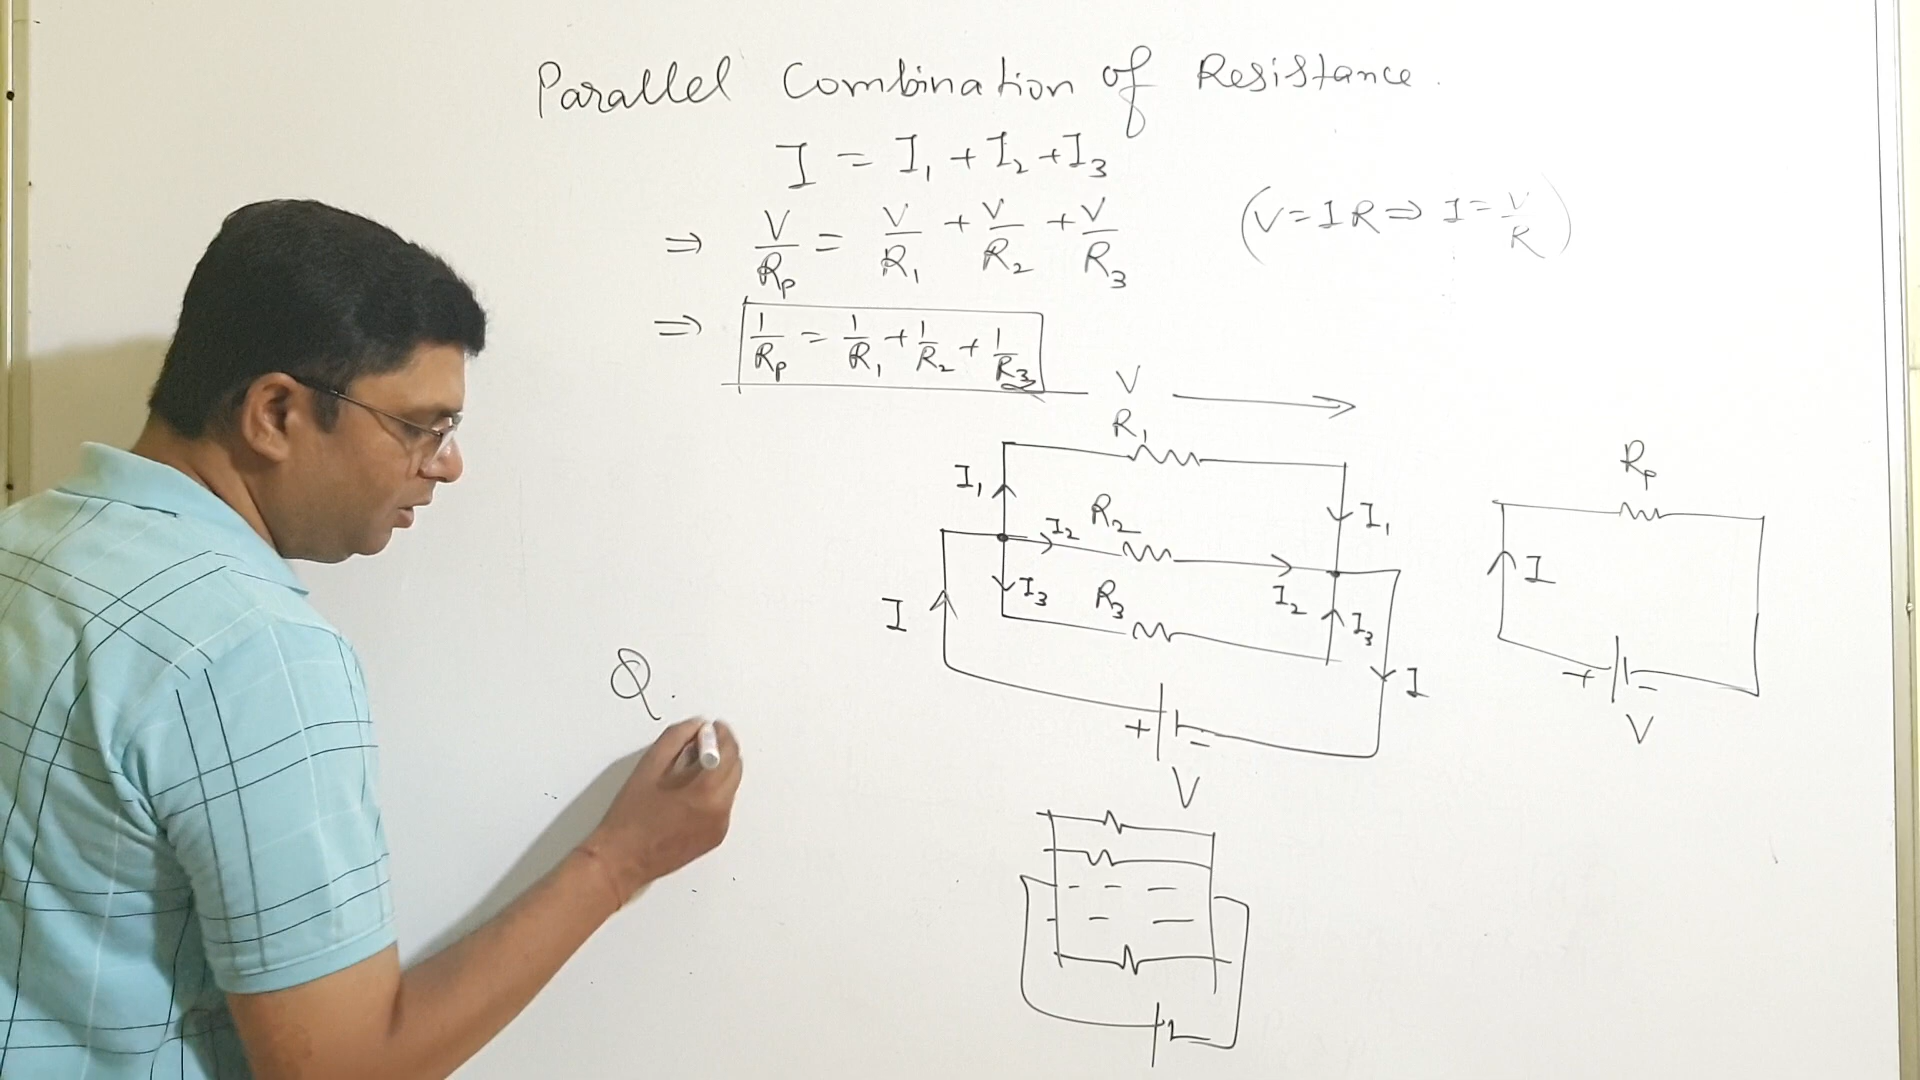 Parallel Combination of Resistance.
I = I₁ + I₂ + I₃
⇒ V/Rₚ = V/R₁ + V/R₂ + V/R₃ (V = IR ⇒ I = V/R)
⇒ 1/Rₚ = 1/R₁ + 1/R₂ + 1/R₃
V
R₁
Rₚ
I₁
I₂ R₂ I₁
I
I₃ R₃ I₂ I₃
I
I
Q.
+ -
V
+ -
V